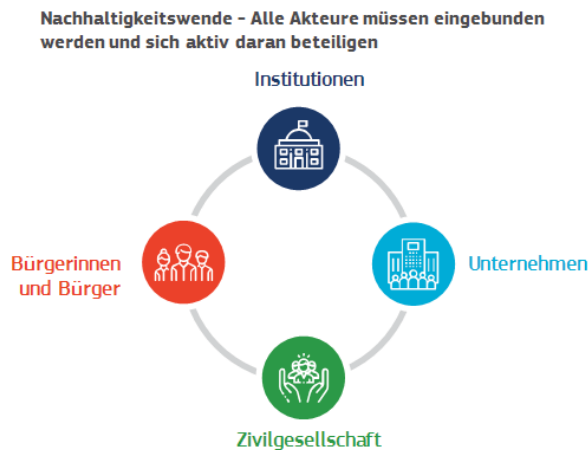 Nachhaltigkeitswende – Alle Akteure müssen eingebunden
werden und sich aktiv daran beteiligen
Institutionen
Bürgerinnen
und Bürger
Unternehmen
Zivilgesellschaft